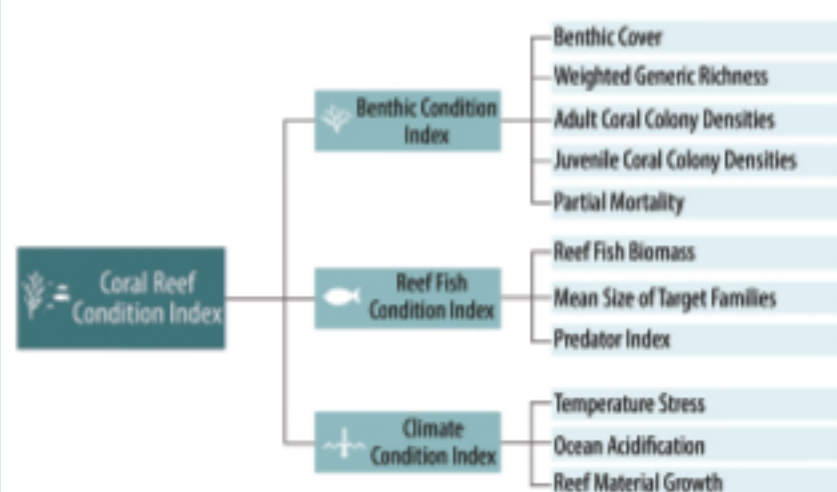 Benthic Cover
Weighted Generic Richness
Benthic Condition
Index
Adult Coral Colony Densities
Juvenile Coral Colony Densities
Partial Mortality
Coral Reef
Condition Index
Reef Fish
Condition Index
Reef Fish Biomass
Mean Size of Target Families
Predator Index
Climate
Condition Index
Temperature Stress
Ocean Acidification
Reef Material Growth